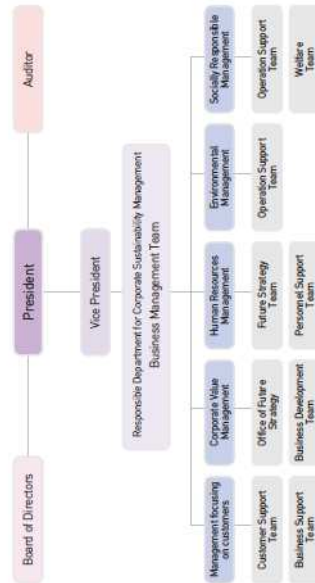 Board of Directors
President
Auditor
Vice President
Responsible Department for Corporate Sustainability Management
Business Management Team
Management focusing
on customers
Corporate Value
Management
Human Resources
Management
Environmental
Management
Socially Responsible
Management
Customer Support
Team
Office of Future
Strategy
Future Strategy
Team
Operation Support
Team
Operation Support
Team
Business Support
Team
Business Development
Team
Personnel Support
Team
Welfare
Team